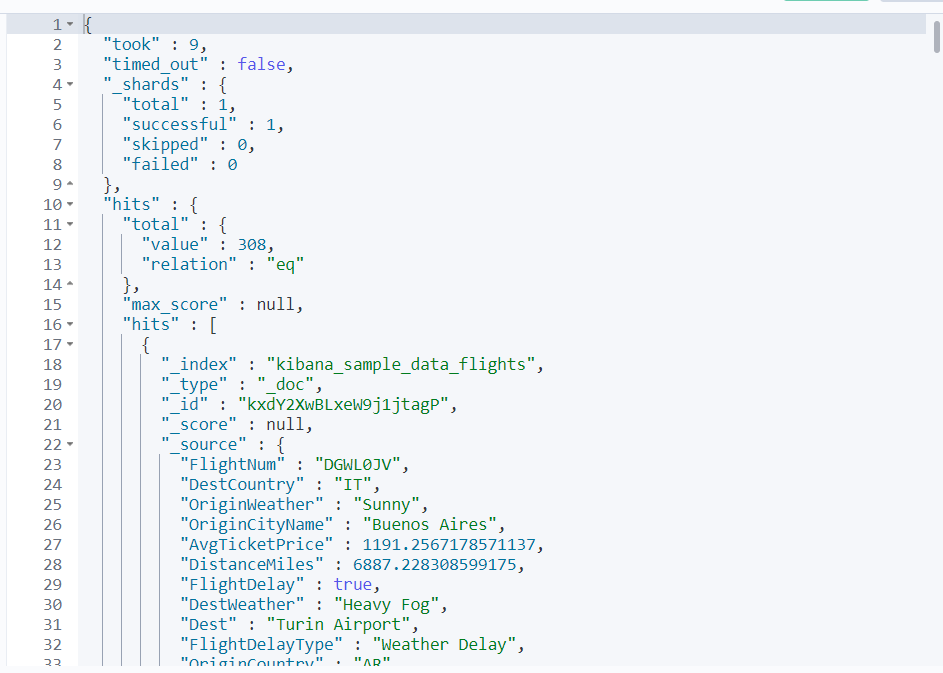 1 {
2 "took" : 9,
3 "timed_out" : false,
4 "_shards" : {
5 "total" : 1,
6 "successful" : 1,
7 "skipped" : 0,
8 "failed" : 0
9 },
10 "hits" : {
11 "total" : {
12 "value" : 308,
13 "relation" : "eq"
14 },
15 "max_score" : null,
16 "hits" : [
17 {
18 "_index" : "kibana_sample_data_flights",
19 "_type" : "_doc",
20 "_id" : "kxdY2XwBLxeW9j1jtagP",
21 "_score" : null,
22 "_source" : {
23 "FlightNum" : "DGWL0JV",
24 "DestCountry" : "IT",
25 "OriginWeather" : "Sunny",
26 "OriginCityName" : "Buenos Aires",
27 "AvgTicketPrice" : 1191.2567178571137,
28 "DistanceMiles" : 6887.228308599175,
29 "FlightDelay" : true,
30 "DestWeather" : "Heavy Fog",
31 "Dest" : "Turin Airport",
32 "FlightDelayType" : "Weather Delay",
33 "OriginCountry" : "AR"